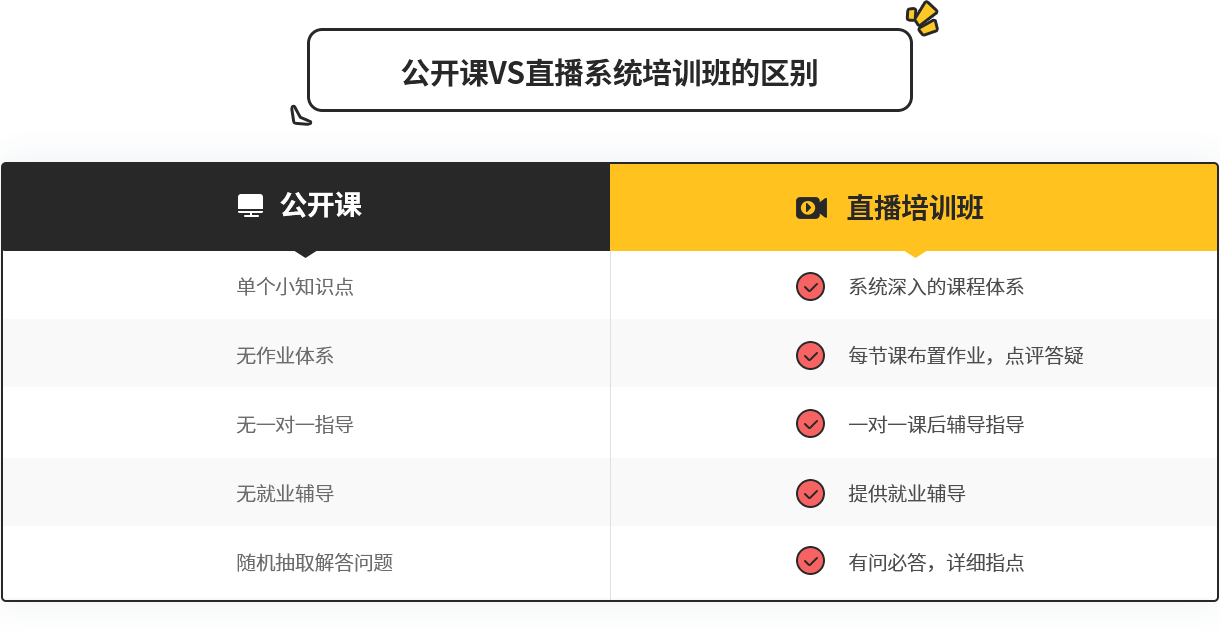 公开课VS直播系统培训班的区别
公开课
直播培训班
单个小知识点
系统深入的课程体系
无作业体系
每节课布置作业，点评答疑
无一对一指导
一对一课后辅导指导
无就业辅导
提供就业辅导
随机抽取解答问题
有问必答，详细指点